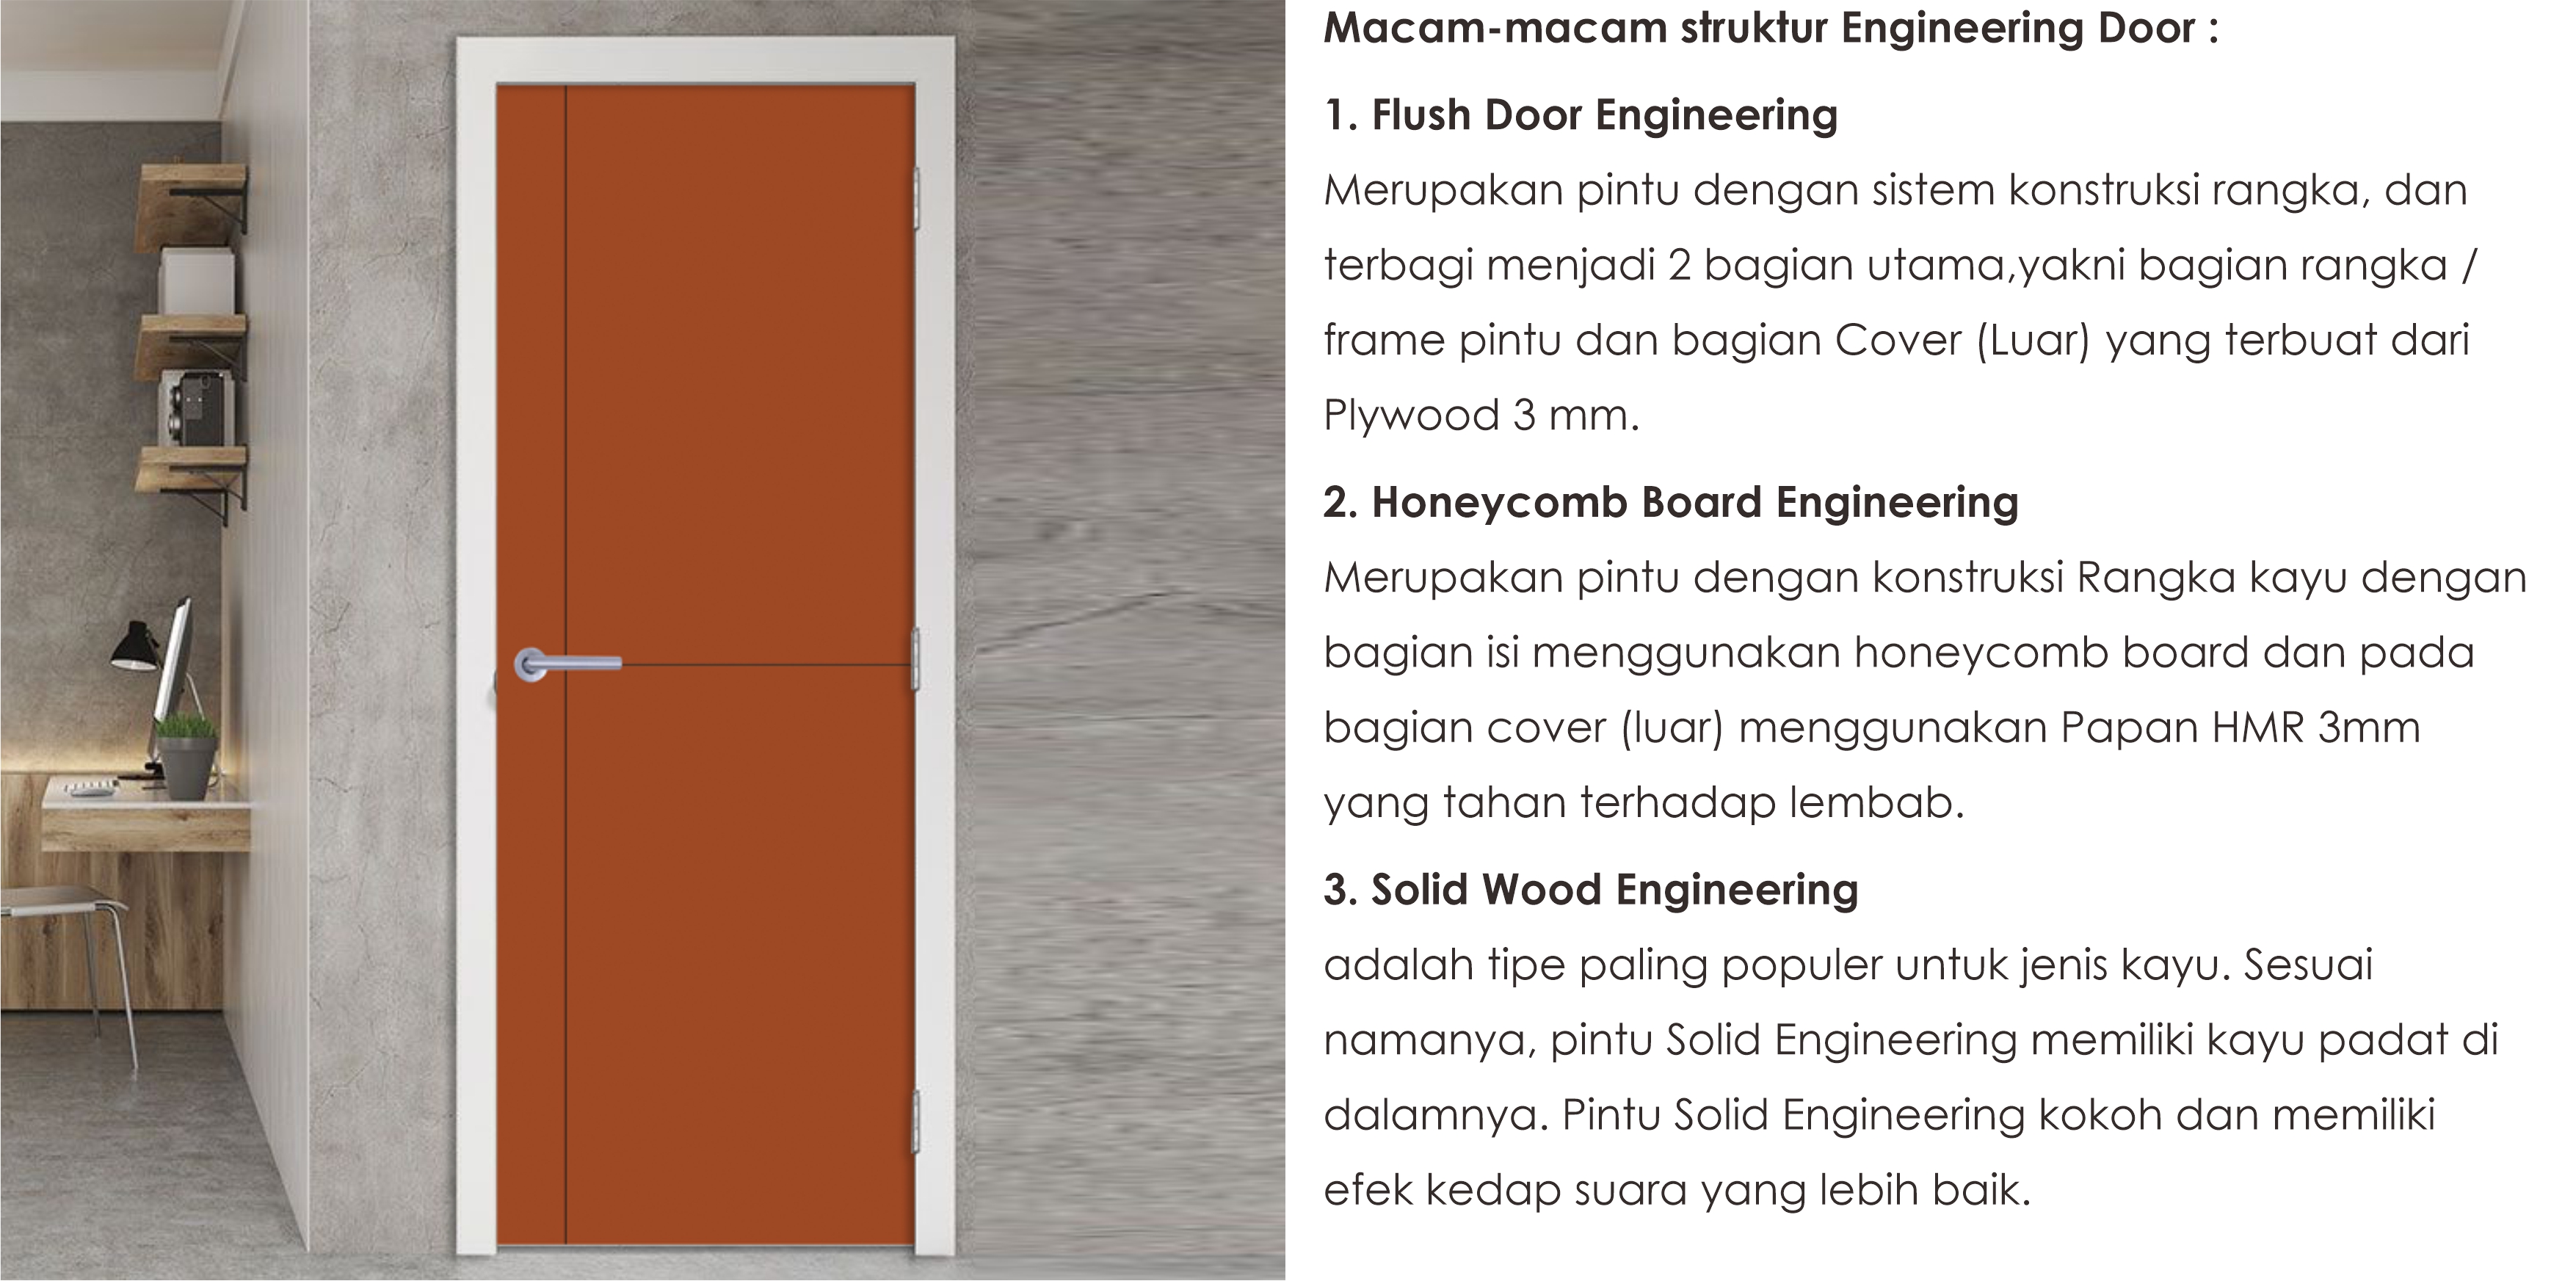 Macam-macam struktur Engineering Door :
1. Flush Door Engineering
Merupakan pintu dengan sistem konstruksi rangka, dan
terbagi menjadi 2 bagian utama,yakni bagian rangka /
frame pintu dan bagian Cover (Luar) yang terbuat dari
Plywood 3 mm.
2. Honeycomb Board Engineering
Merupakan pintu dengan konstruksi Rangka kayu dengan
bagian isi menggunakan honeycomb board dan pada
bagian cover (luar) menggunakan Papan HMR 3mm
yang tahan terhadap lembab.
3. Solid Wood Engineering
adalah tipe paling populer untuk jenis kayu. Sesuai
namanya, pintu Solid Engineering memiliki kayu padat di
dalamnya. Pintu Solid Engineering kokoh dan memiliki
efek kedap suara yang lebih baik.